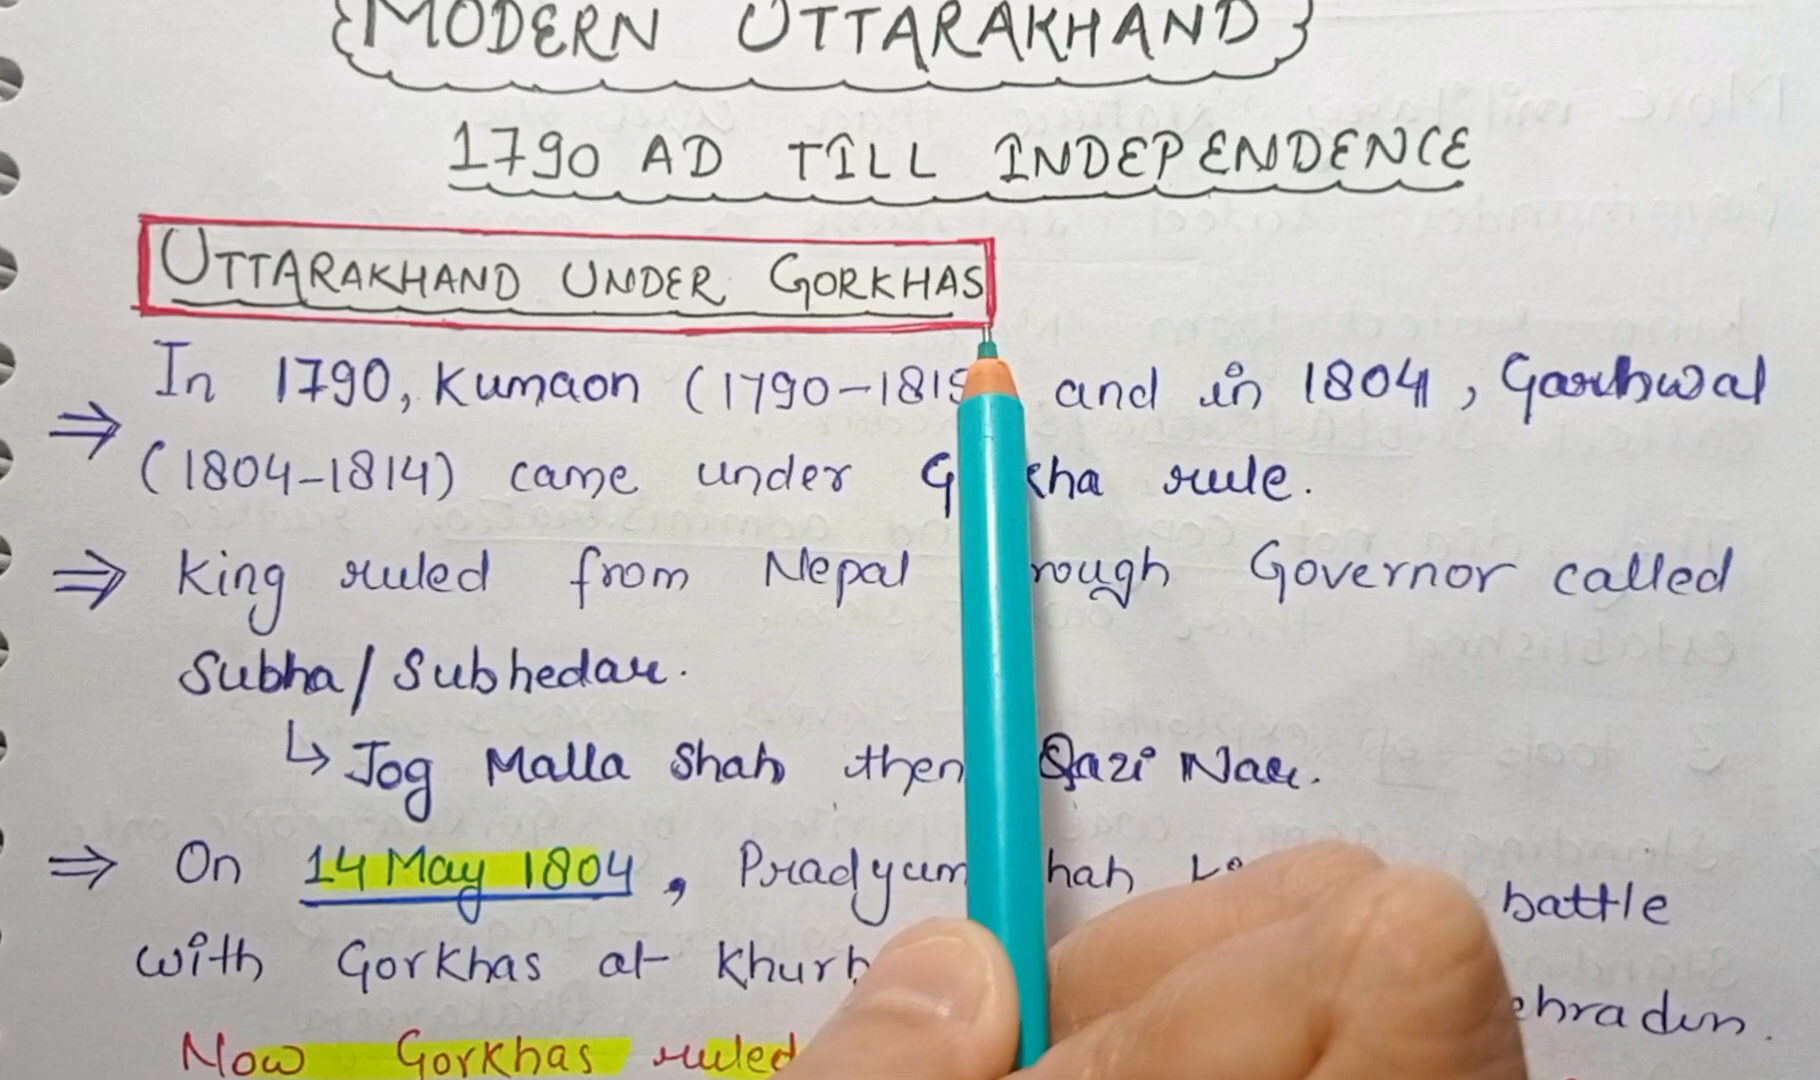 {MODERN UTTARAKHAND}
1790 AD TILL INDEPENDENCE
UTTARAKHAND UNDER GORKHAS
⇒ In 1790, Kumaon (1790-1815 and in 1804, Garhwal
(1804-1814) came under G kha rule.
⇒ King ruled from Nepal rough Governor called
Subha/Subhedar.
↳ Jog Malla Shah then Qazi Nar.
⇒ On 14 May 1804, Pradyum hah battle
with Gorkhas at Khurb ehradun.
Now Gorkhas ruled